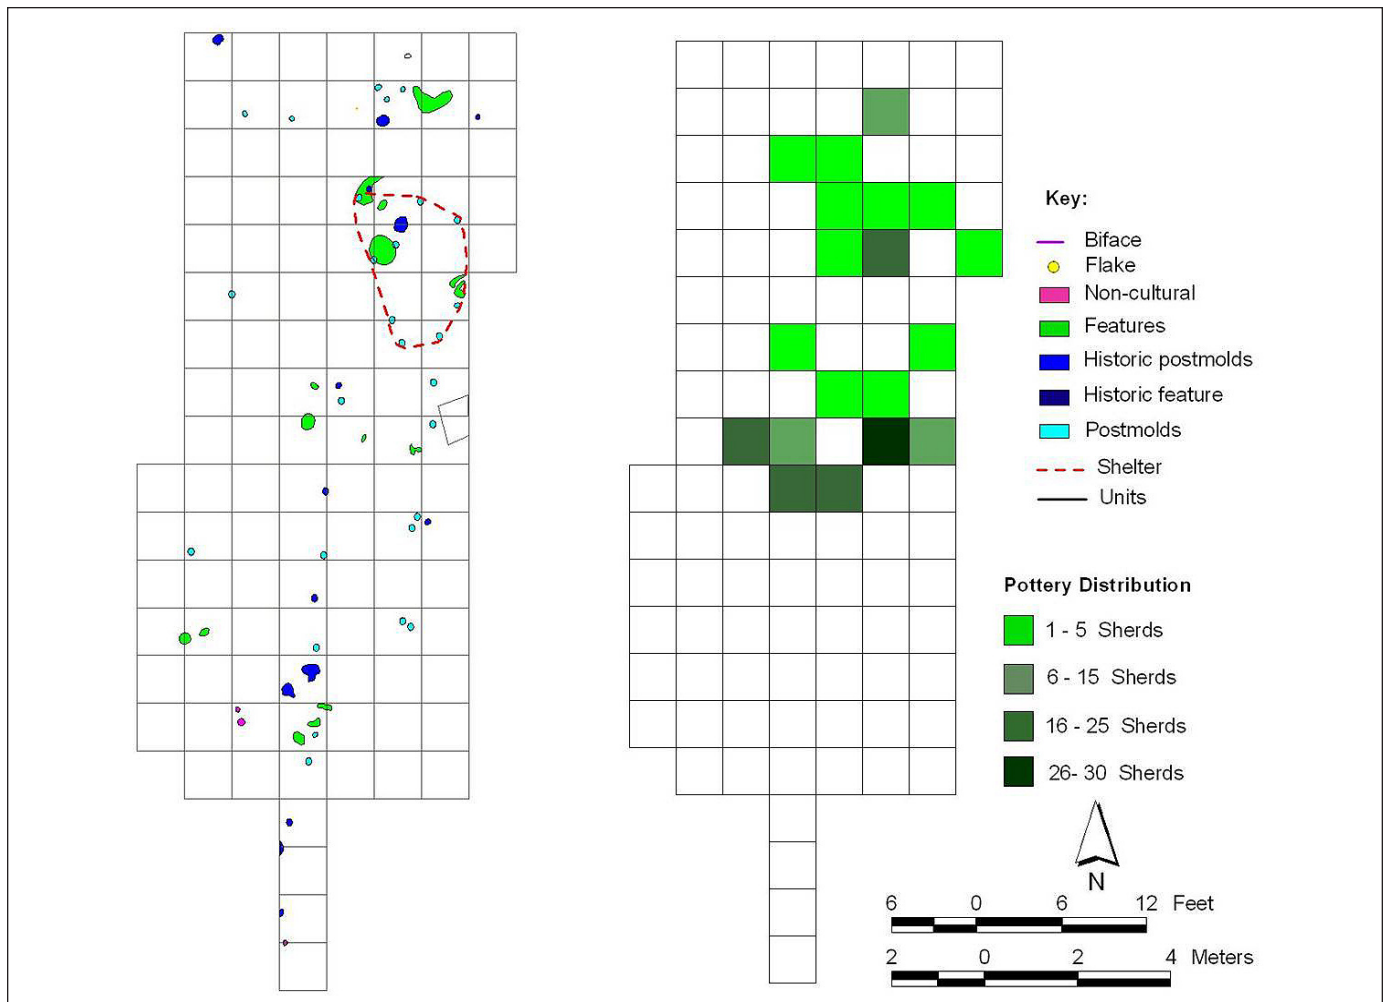 Key:
Biface
Flake
Non-cultural
Features
Historic postmolds
Historic feature
Postmolds
Shelter
Units
Pottery Distribution
1 - 5 Sherds
6 - 15 Sherds
16 - 25 Sherds
26- 30 Sherds
N
6 0 6 12 Feet
2 0 2 4 Meters